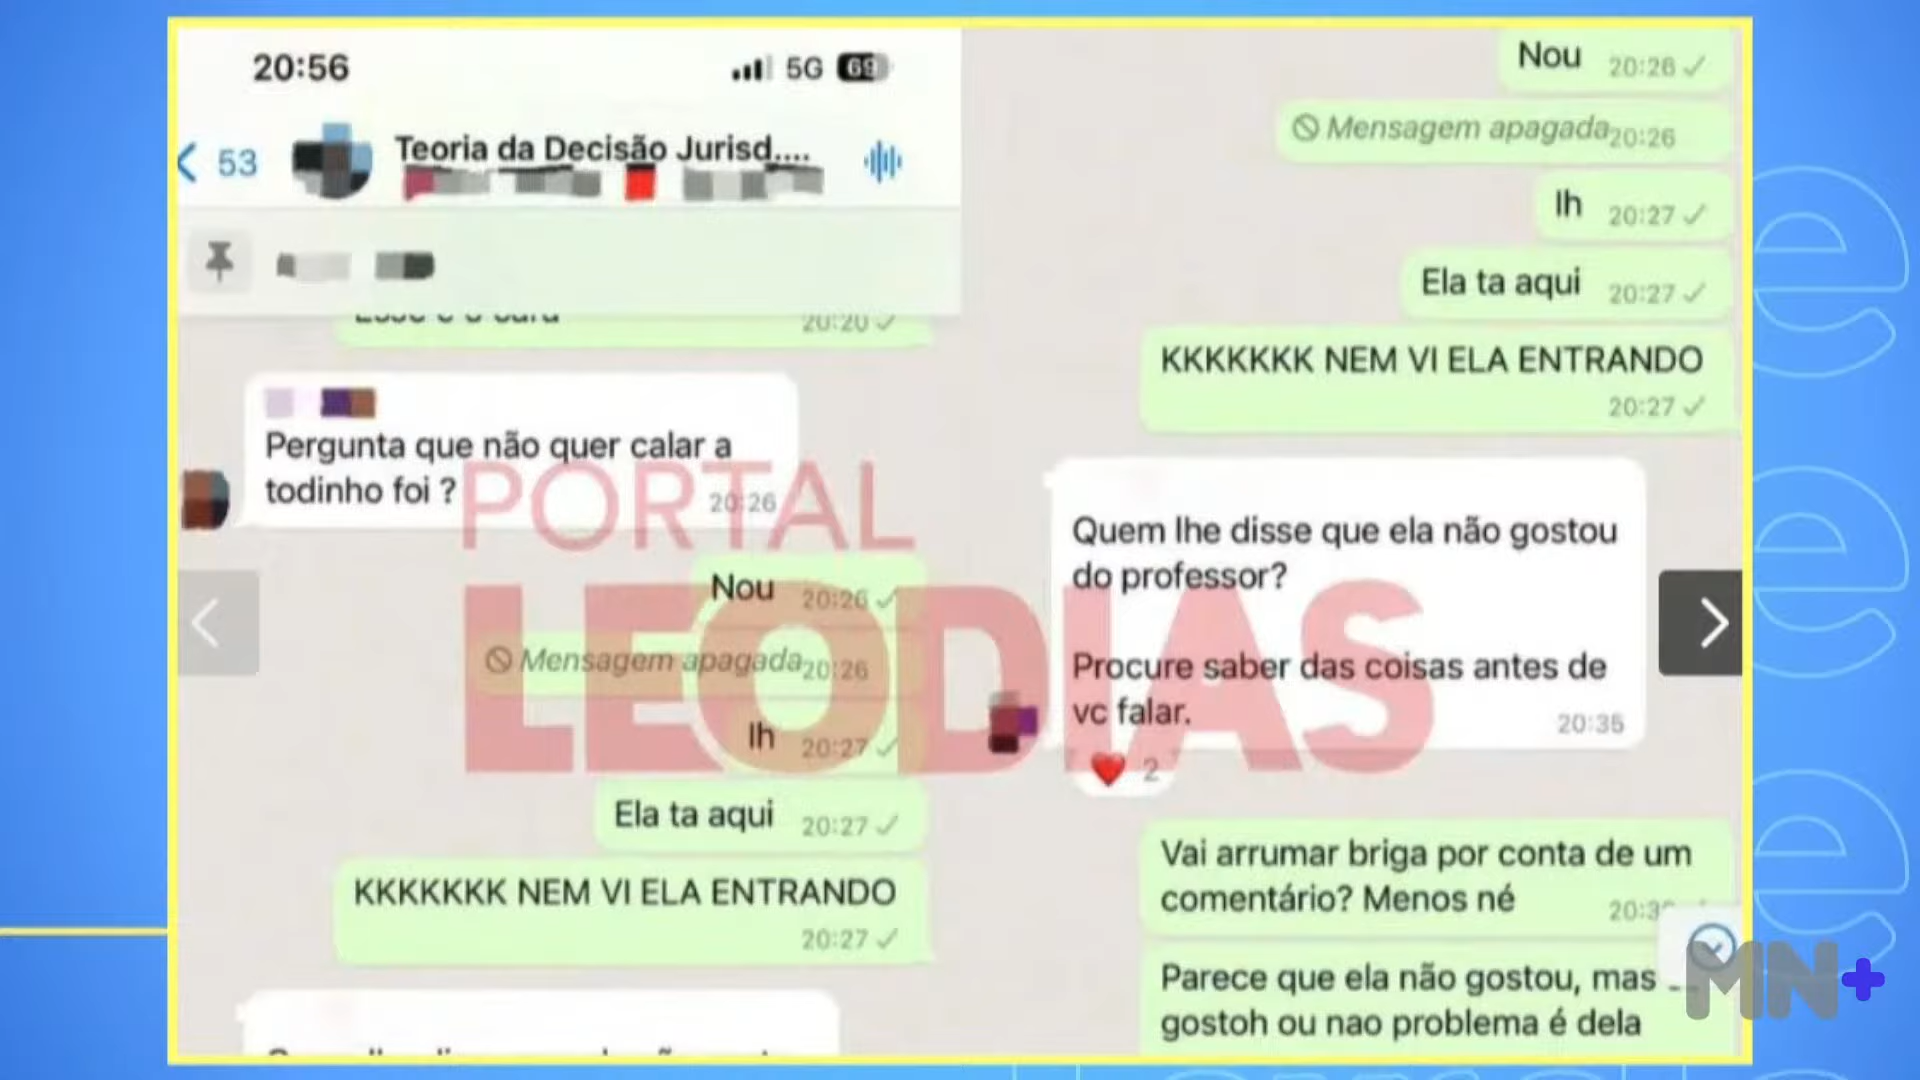 20:56
5G
69
53
Teoria da Decisão Jurisd....
20:20
Pergunta que não quer calar a
todinho foi ?
20:26
Nou 20:26
Mensagem apagada 20:26
Ih 20:27
Ela ta aqui 20:27
KKKKKKK NEM VI ELA ENTRANDO
20:27
Nou 20:26
Mensagem apagada 20:26
Ih 20:27
Ela ta aqui 20:27
KKKKKKK NEM VI ELA ENTRANDO
20:27
Quem lhe disse que ela não gostou
do professor?
Procure saber das coisas antes de
vc falar.
20:35
2
Vai arrumar briga por conta de um
comentário? Menos né
Parece que ela não gostou, mas
gostoh ou nao problema é dela
PORTAL
LEODIAS
MN+
e
e
e